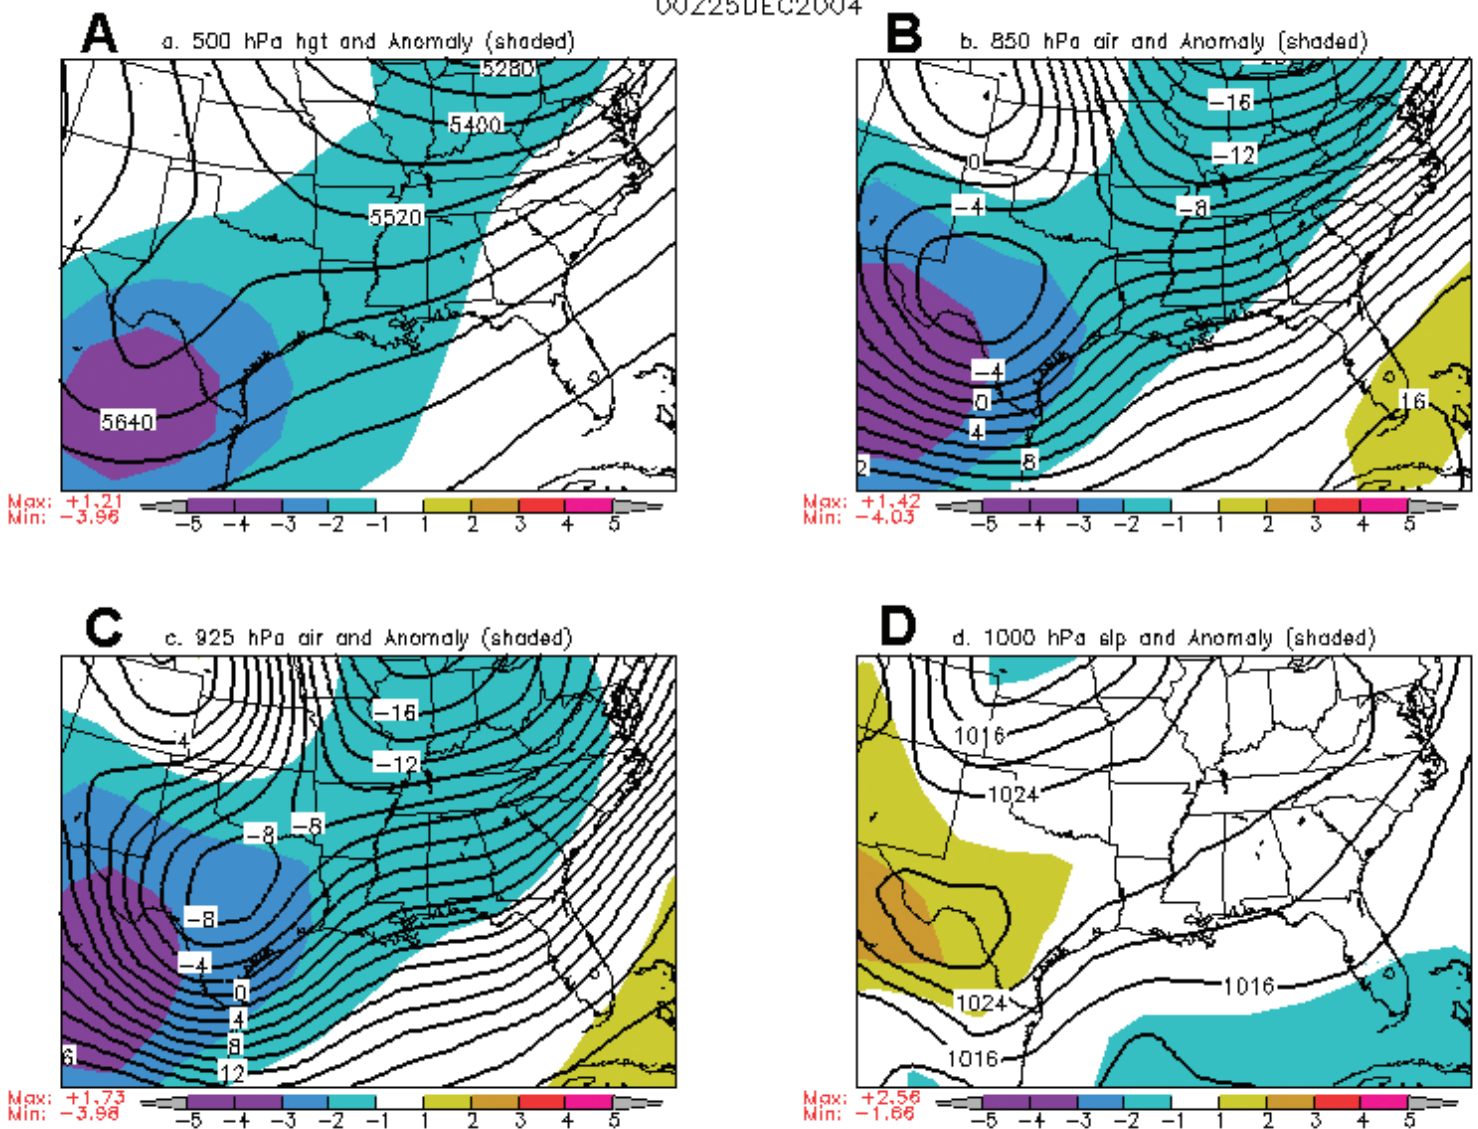 00Z25DEC2004
A
a. 500 hPa hgt and Anomaly (shaded)
5280
5400
5520
5640
Max: +1.21
Min: -3.96
-5 -4 -3 -2 -1 1 2 3 4 5
B
b. 850 hPa air and Anomaly (shaded)
-16
-12
0
-4
-8
-4
0
16
4
8
2
Max: +1.42
Min: -4.03
-5 -4 -3 -2 -1 1 2 3 4 5
C
c. 925 hPa air and Anomaly (shaded)
-16
4
-12
-8
-8
-8
-4
0
4
8
6
12
Max: +1.73
Min: -3.98
-5 -4 -3 -2 -1 1 2 3 4 5
D
d. 1000 hPa slp and Anomaly (shaded)
1016
1024
1016
1024
1016
Max: +2.56
Min: -1.66
-5 -4 -3 -2 -1 1 2 3 4 5